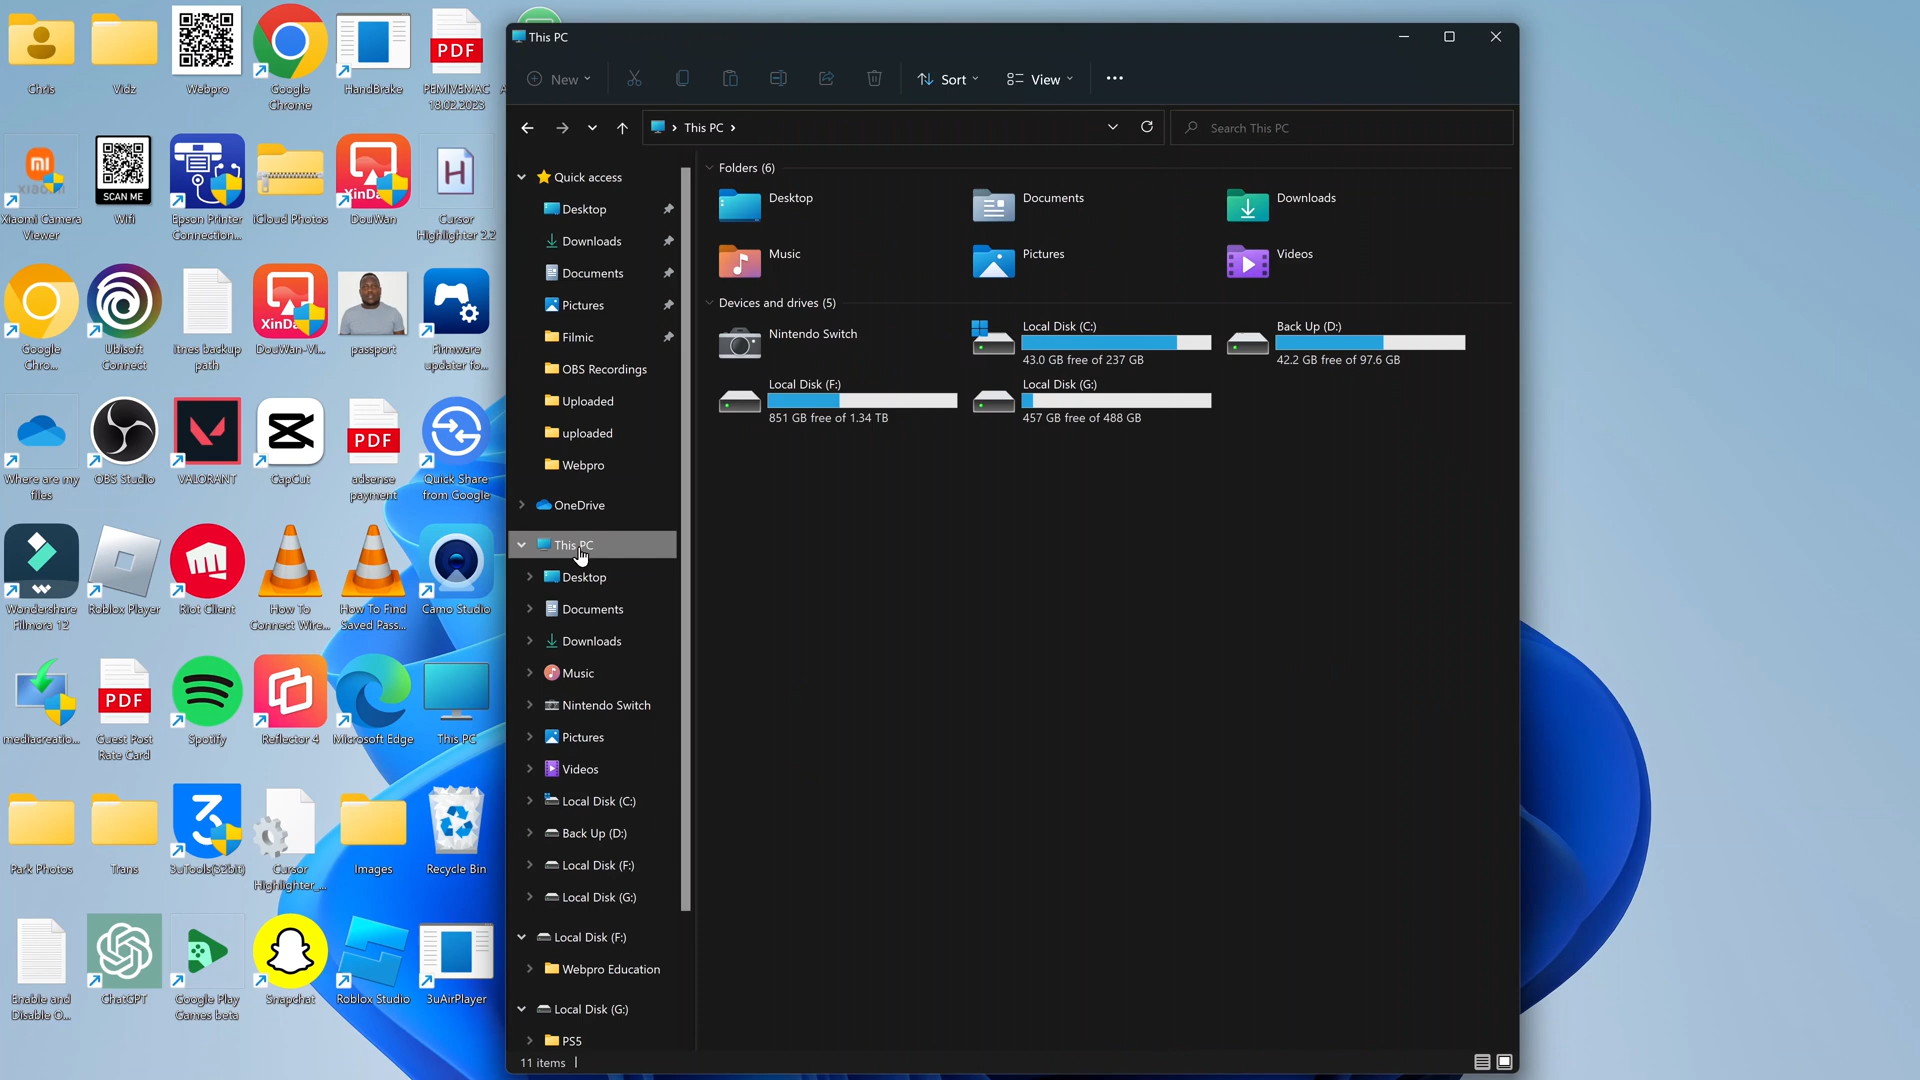 Chris
Vidz
Webpro
Google
Chrome
HandBrake
PDF
PEMIVEMAC
18.02.2023
Xiaomi Camera
Viewer
SCAN ME
Wifi
Epson Printer
Connection...
iCloud Photos
XinDa
DouWan
Cursor
Highlighter 2.2
Google
Chro...
Ubisoft
Connect
itnes backup
path
XinDa
DouWan-Vi...
passport
Firmware
updater fo...
Where are my
files
OBS Studio
VALORANT
CapCut
PDF
adsense
payment
Quick Share
from Google
Wondershare
Filmora 12
Roblox Player
Riot Client
How To
Connect Wire...
How To Find
Saved Pass...
Camo Studio
mediacreatio...
PDF
Guest Post
Rate Card
Spotify
Reflector 4
Microsoft Edge
This PC
Park Photos
Trans
3uTools(32bit)
Cursor
Highlighter_...
Images
Recycle Bin
Enable and
Disable O...
ChatGPT
Google Play
Games beta
Snapchat
Roblox Studio
3uAirPlayer
This PC
New
Sort
View
This PC
Search This PC
Quick access
Desktop
Downloads
Documents
Pictures
Filmic
OBS Recordings
Uploaded
uploaded
Webpro
OneDrive
This PC
Desktop
Documents
Downloads
Music
Nintendo Switch
Pictures
Videos
Local Disk (C:)
Back Up (D:)
Local Disk (F:)
Local Disk (G:)
Local Disk (F:)
Webpro Education
Local Disk (G:)
PS5
Folders (6)
Desktop
Documents
Downloads
Music
Pictures
Videos
Devices and drives (5)
Nintendo Switch
Local Disk (C:)
43.0 GB free of 237 GB
Back Up (D:)
42.2 GB free of 97.6 GB
Local Disk (F:)
851 GB free of 1.34 TB
Local Disk (G:)
457 GB free of 488 GB
11 items